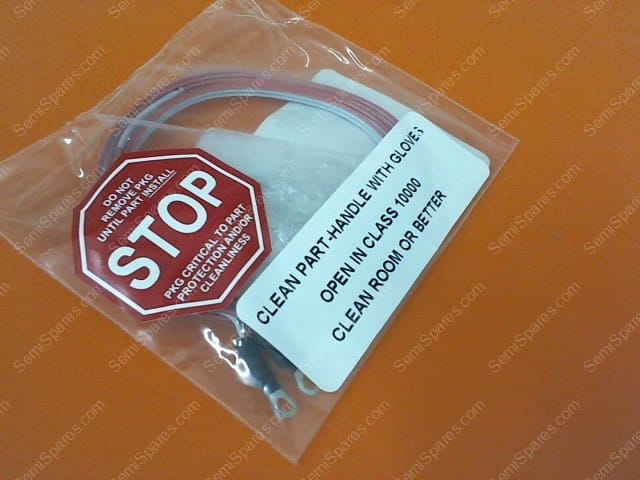 DO NOT
REMOVE PKG
UNTIL PART INSTALL
STOP
PKG CRITICAL TO PART
PROTECTION AND/OR
CLEANLINESS
CLEAN PART-HANDLE WITH GLOVES
OPEN IN CLASS 10000
CLEAN ROOM OR BETTER
SemiSpares.com